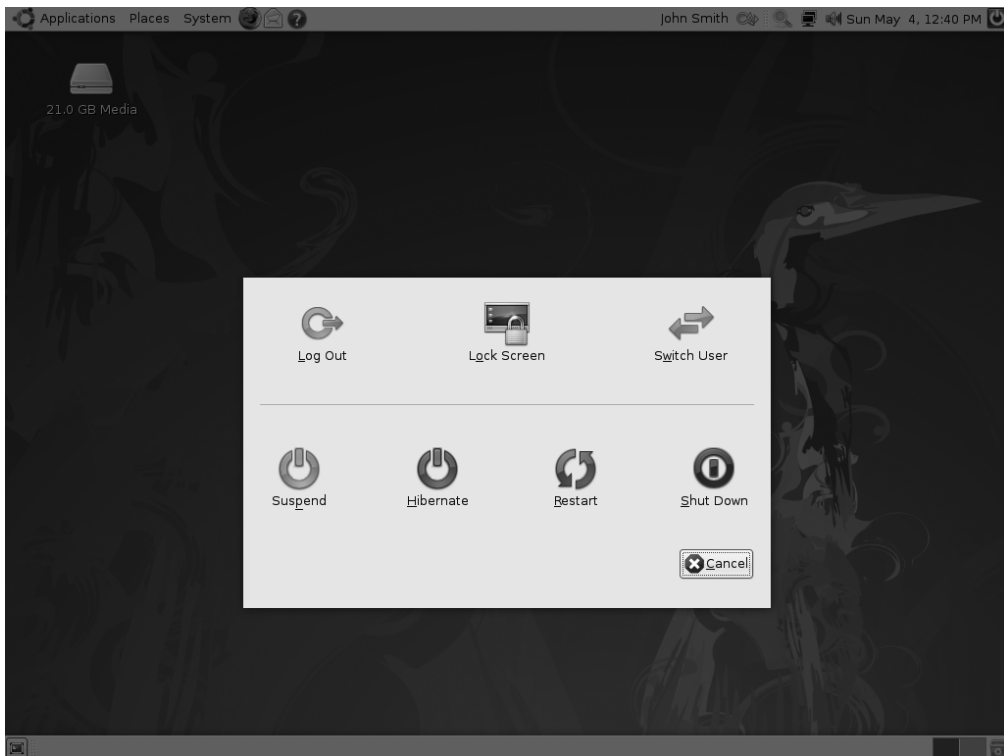 Applications Places System ?
John Smith
Sun May 4, 12:40 PM
21.0 GB Media
Log Out
Lock Screen
Switch User
Suspend
Hibernate
Restart
Shut Down
Cancel